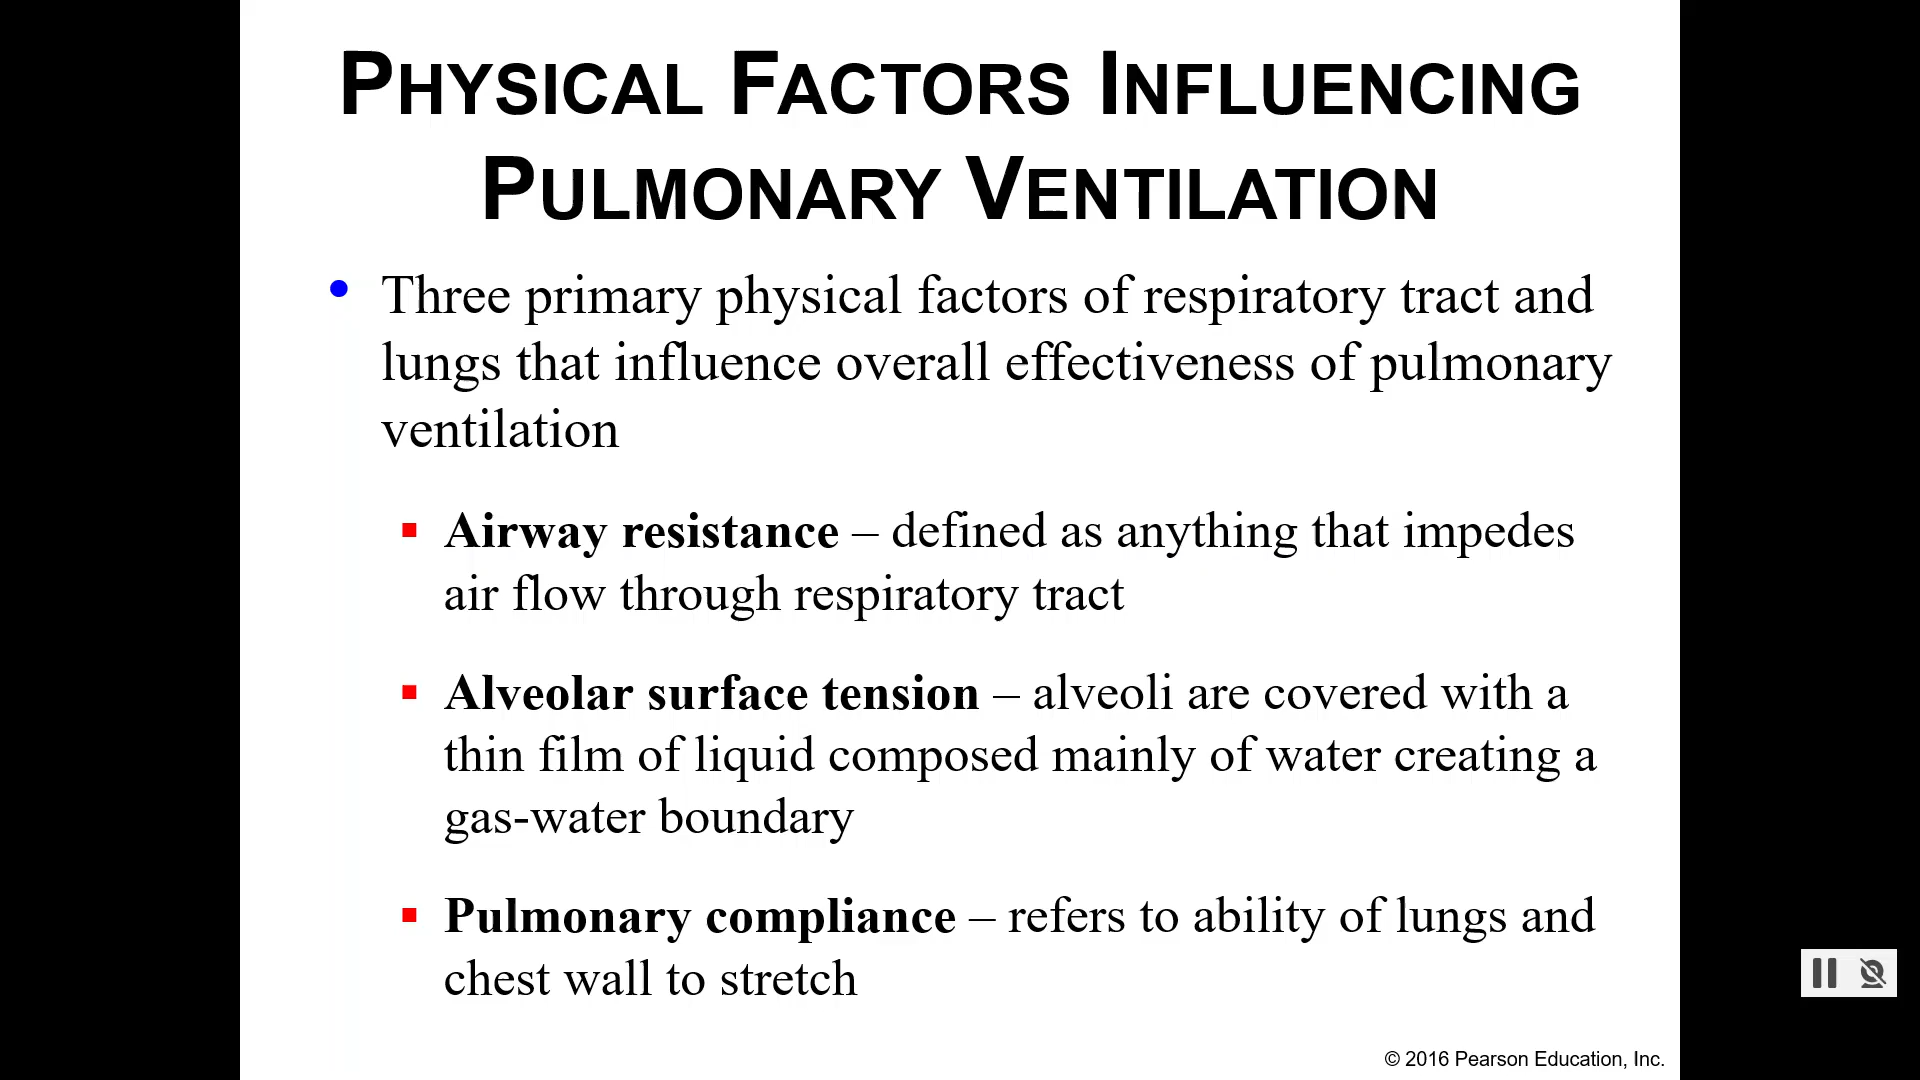 PHYSICAL FACTORS INFLUENCING
PULMONARY VENTILATION
• Three primary physical factors of respiratory tract and
lungs that influence overall effectiveness of pulmonary
ventilation
▪ Airway resistance – defined as anything that impedes
air flow through respiratory tract
▪ Alveolar surface tension – alveoli are covered with a
thin film of liquid composed mainly of water creating a
gas-water boundary
▪ Pulmonary compliance – refers to ability of lungs and
chest wall to stretch
© 2016 Pearson Education, Inc.